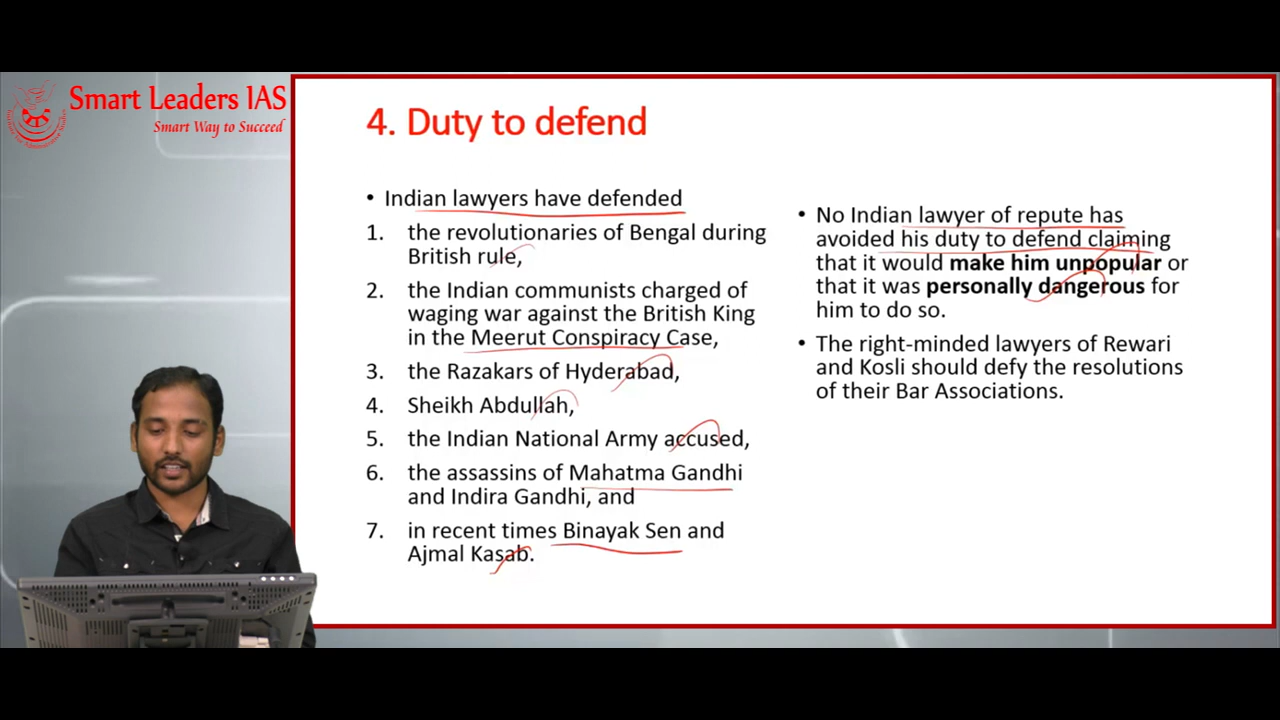 Smart Leaders IAS
Smart Way to Succeed
4. Duty to defend
• Indian lawyers have defended
1. the revolutionaries of Bengal during
British rule,
2. the Indian communists charged of
waging war against the British King
in the Meerut Conspiracy Case,
3. the Razakars of Hyderabad,
4. Sheikh Abdullah,
5. the Indian National Army accused,
6. the assassins of Mahatma Gandhi
and Indira Gandhi, and
7. in recent times Binayak Sen and
Ajmal Kasab.
• No Indian lawyer of repute has
avoided his duty to defend claiming
that it would make him unpopular or
that it was personally dangerous for
him to do so.
• The right-minded lawyers of Rewari
and Kosli should defy the resolutions
of their Bar Associations.